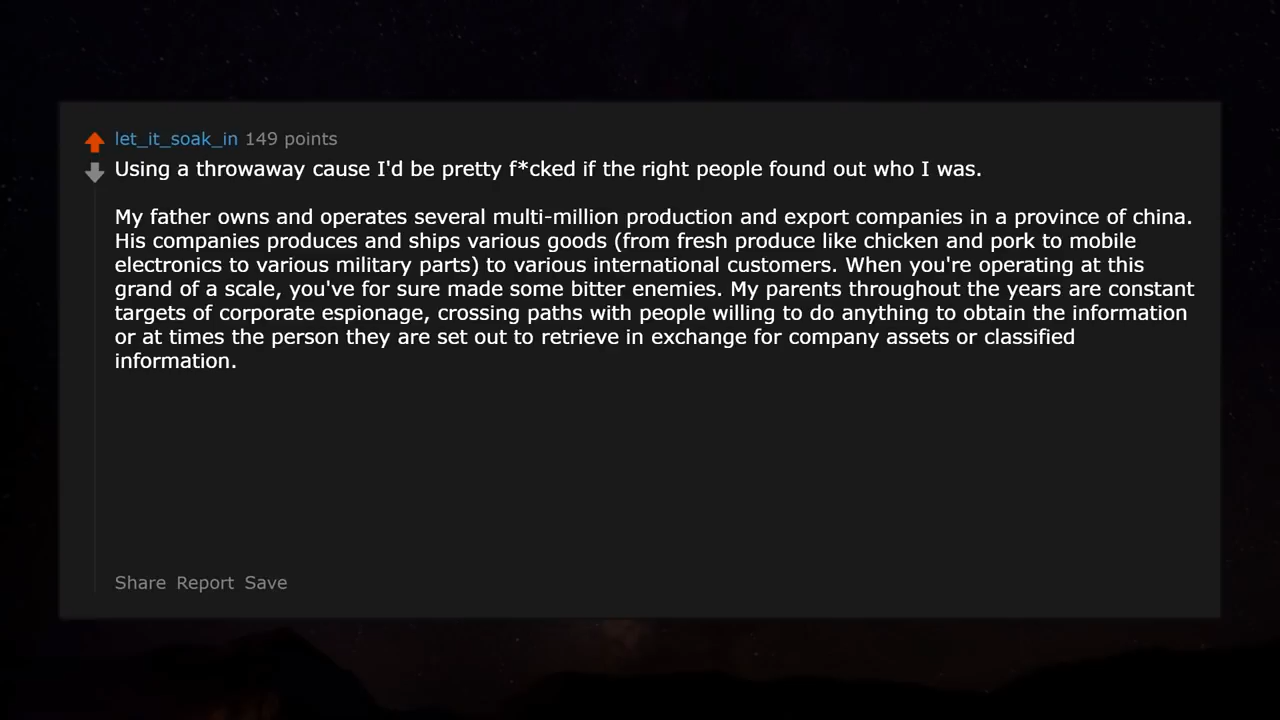 let_it_soak_in 149 points
Using a throwaway cause I'd be pretty f*cked if the right people found out who I was.
My father owns and operates several multi-million production and export companies in a province of china.
His companies produces and ships various goods (from fresh produce like chicken and pork to mobile
electronics to various military parts) to various international customers. When you're operating at this
grand of a scale, you've for sure made some bitter enemies. My parents throughout the years are constant
targets of corporate espionage, crossing paths with people willing to do anything to obtain the information
or at times the person they are set out to retrieve in exchange for company assets or classified
information.
Share Report Save